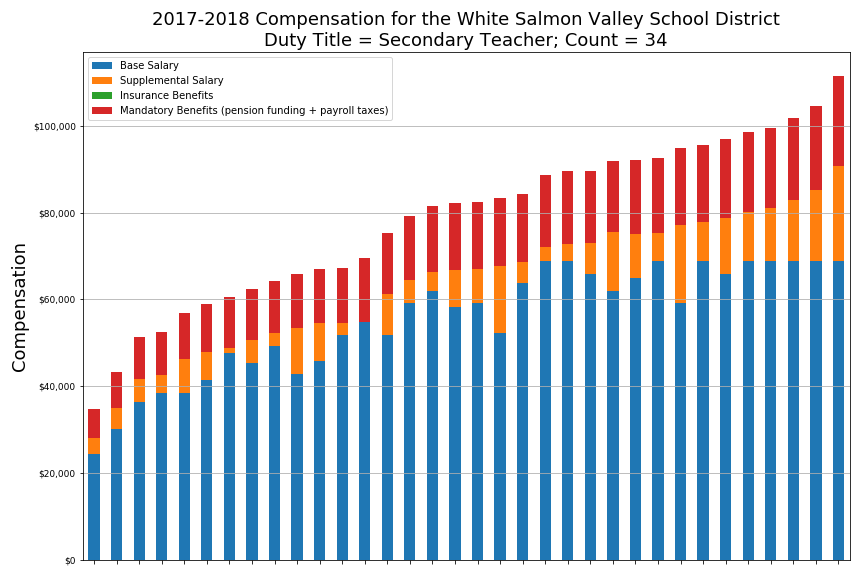 2017-2018 Compensation for the White Salmon Valley School District
Duty Title = Secondary Teacher; Count = 34
Base Salary
Supplemental Salary
Insurance Benefits
Mandatory Benefits (pension funding + payroll taxes)
$100,000
$80,000
$60,000
$40,000
$20,000
$0
Compensation